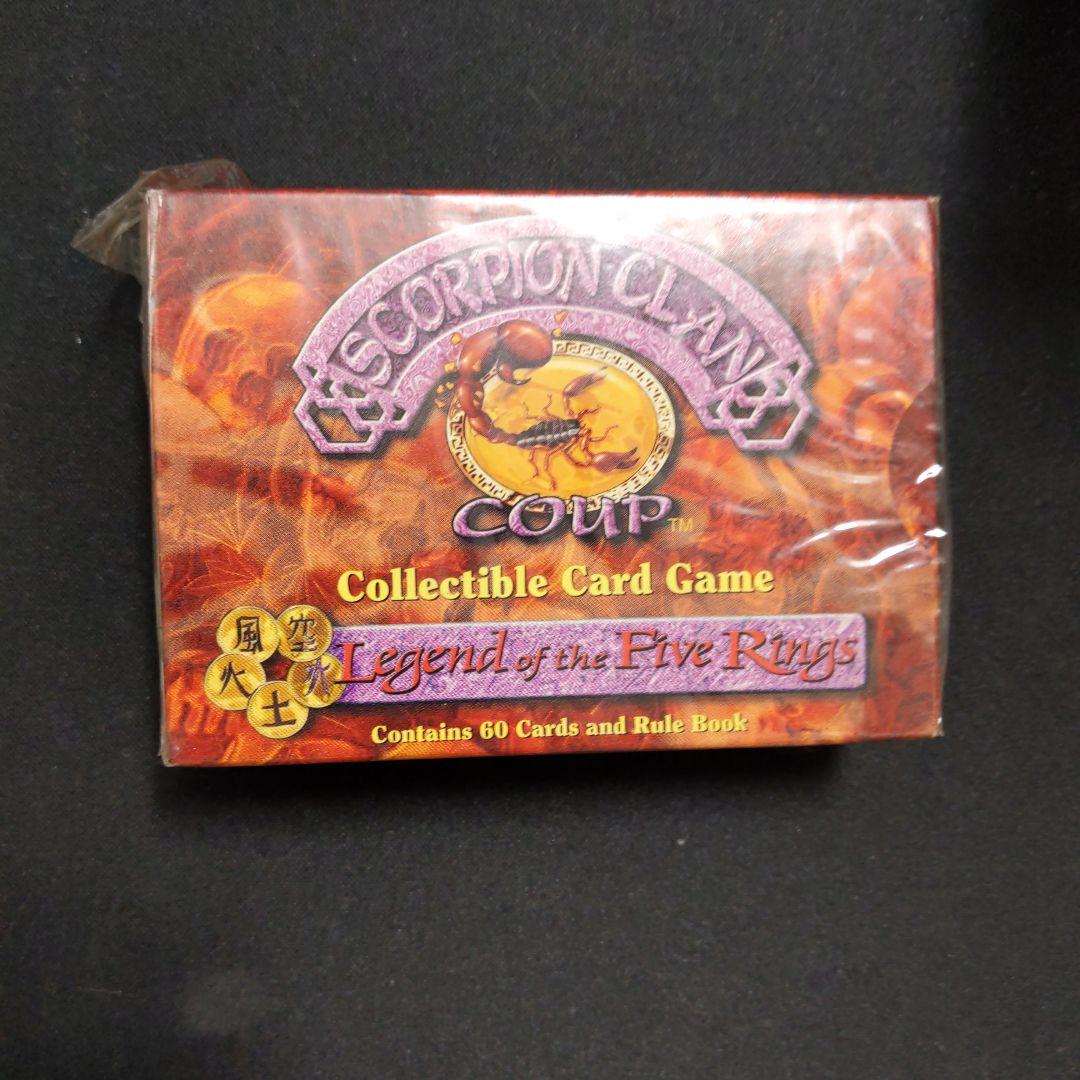 SCORPION CLAN
COUP™
Collectible Card Game
風 空
火 水
土
Legend of the Five Rings
Contains 60 Cards and Rule Book